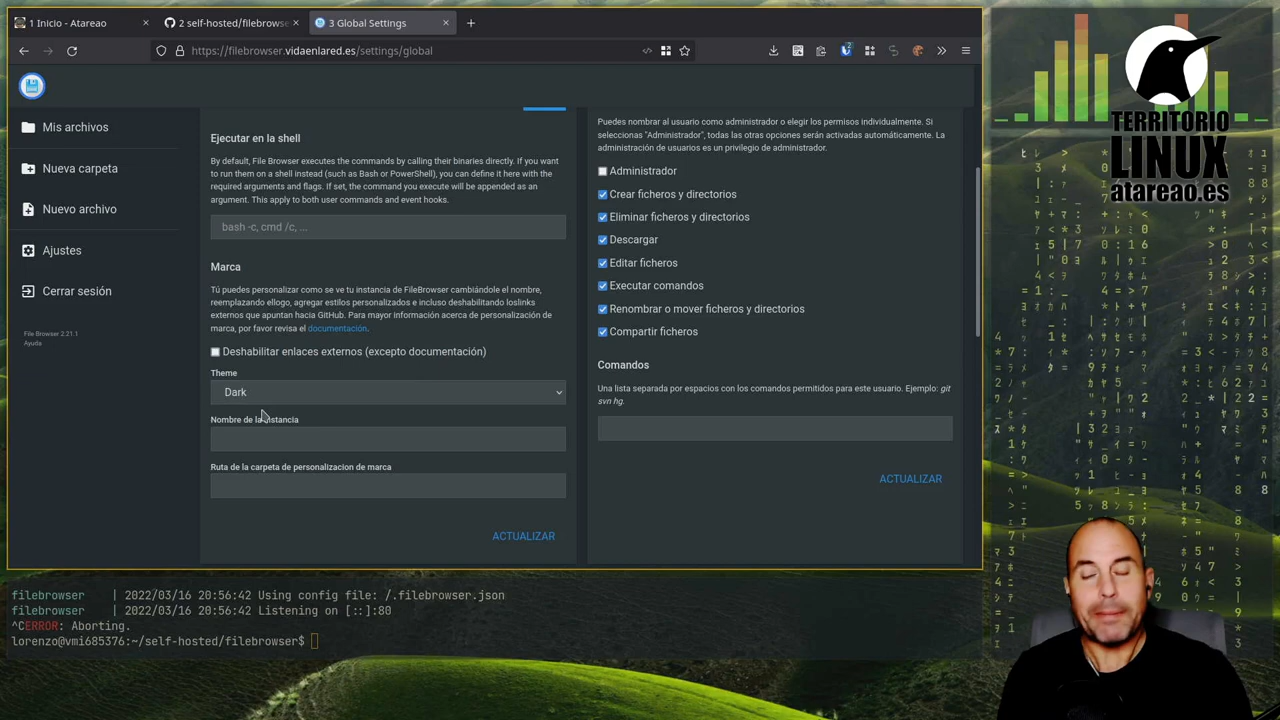 1 Inicio - Atareao
2 self-hosted/filebrowse
3 Global Settings
https://filebrowser.vidaenlared.es/settings/global
2
Mis archivos
Nueva carpeta
Nuevo archivo
Ajustes
Cerrar sesión
File Browser 2.21.1
Ayuda
Ejecutar en la shell
By default, File Browser executes the commands by calling their binaries directly. If you want
to run them on a shell instead (such as Bash or PowerShell), you can define it here with the
required arguments and flags. If set, the command you execute will be appended as an
argument. This apply to both user commands and event hooks.
bash -c, cmd /c, ...
Marca
Tú puedes personalizar como se ve tu instancia de FileBrowser cambiándole el nombre,
reemplazando ellogo, agregar estilos personalizados e incluso deshabilitando loslinks
externos que apuntan hacia GitHub. Para mayor información acerca de personalización de
marca, por favor revisa el documentación.
Deshabilitar enlaces externos (excepto documentación)
Theme
Dark
Nombre de la instancia
Ruta de la carpeta de personalizacion de marca
ACTUALIZAR
Puedes nombrar al usuario como administrador o elegir los permisos individualmente. Si
seleccionas "Administrador", todas las otras opciones serán activadas automáticamente. La
administración de usuarios es un privilegio de administrador.
Administrador
Crear ficheros y directorios
Eliminar ficheros y directorios
Descargar
Editar ficheros
Executar comandos
Renombrar o mover ficheros y directorios
Compartir ficheros
Comandos
Una lista separada por espacios con los comandos permitidos para este usuario. Ejemplo: git
svn hg.
ACTUALIZAR
TERRITORIO
LINUX
atareao.es
filebrowser | 2022/03/16 20:56:42 Using config file: /.filebrowser.json
filebrowser | 2022/03/16 20:56:42 Listening on [::]:80
^CERROR: Aborting.
lorenzo@vmi685376:~/self-hosted/filebrowser$